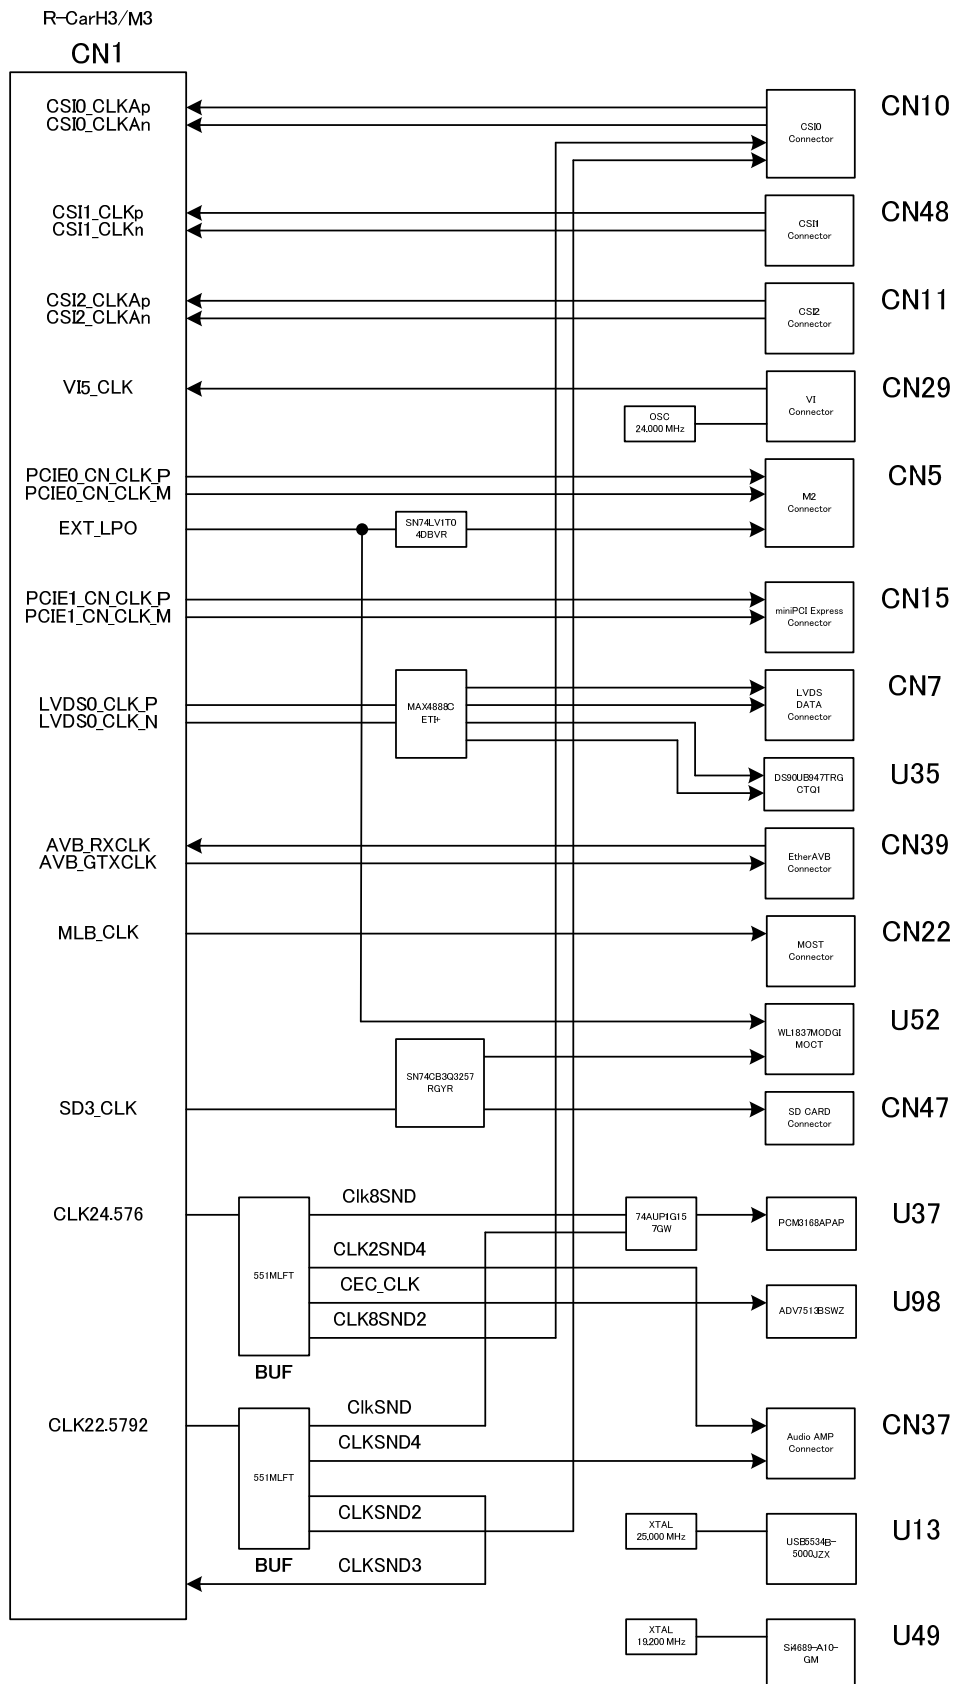 R-CarH3/M3
CN1
CSI0_CLKAp
CSI0_CLKAn
CSI0
Connector
CN10
CSI1_CLKp
CSI1_CLKn
CSI1
Connector
CN48
CSI2_CLKAp
CSI2_CLKAn
CSI2
Connector
CN11
VI5_CLK
OSC
24.000 MHz
VI
Connector
CN29
PCIE0_CN_CLK_P
PCIE0_CN_CLK_M
EXT_LPO
SN74LV1T0
4DBVR
M2
Connector
CN5
PCIE1_CN_CLK_P
PCIE1_CN_CLK_M
miniPCI Express
Connector
CN15
LVDS0_CLK_P
LVDS0_CLK_N
MAX4888C
ETI+
LVDS
DATA
Connector
CN7
DS90UB947TRG
CTQ1
U35
AVB_RXCLK
AVB_GTXCLK
EtherAVB
Connector
CN39
MLB_CLK
MOST
Connector
CN22
WL1837MODGI
MOCT
U52
SD3_CLK
SN74CB3Q3257
RGYR
SD CARD
Connector
CN47
CLK24.576
551MLFT
BUF
Clk8SND
CLK2SND4
CEC_CLK
CLK8SND2
74AUP1G15
7GW
PCM3168APAP
U37
ADV7513BSWZ
U98
CLK22.5792
551MLFT
BUF
ClkSND
CLKSND4
CLKSND2
CLKSND3
Audio AMP
Connector
CN37
XTAL
25.000 MHz
USB5534B-
5000JZX
U13
XTAL
19.200 MHz
Si4689-A10-
GM
U49